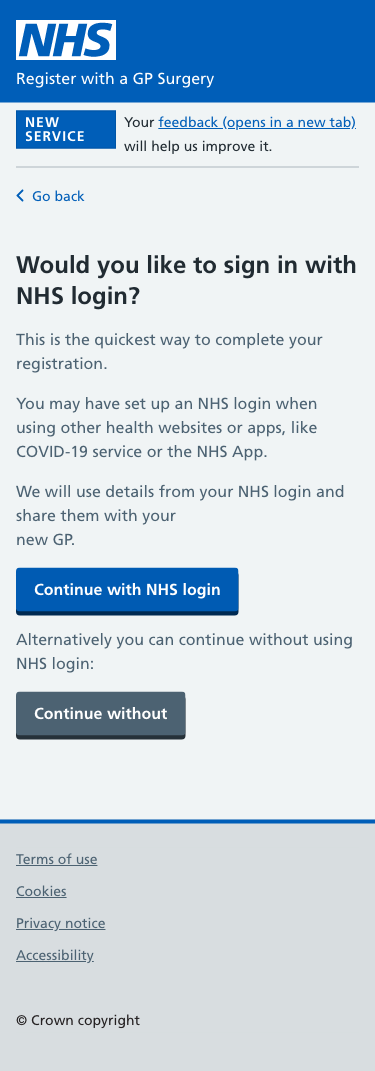 NHS
Register with a GP Surgery
NEW
SERVICE
Your feedback (opens in a new tab)
will help us improve it.
Go back
Would you like to sign in with
NHS login?
This is the quickest way to complete your
registration.
You may have set up an NHS login when
using other health websites or apps, like
COVID-19 service or the NHS App.
We will use details from your NHS login and
share them with your
new GP.
Continue with NHS login
Alternatively you can continue without using
NHS login:
Continue without
Terms of use
Cookies
Privacy notice
Accessibility
© Crown copyright